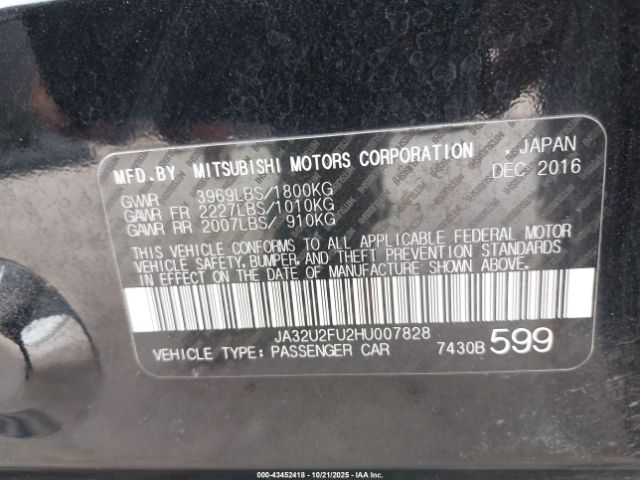 MFD.BY MITSUBISHI MOTORS CORPORATION , JAPAN
GVWR 3969LBS/1800KG DEC 2016
GAWR FR 2227LBS/1010KG
GAWR RR 2007LBS/ 910KG
THIS VEHICLE CONFORMS TO ALL APPLICABLE FEDERAL MOTOR
VEHICLE SAFETY, BUMPER, AND THEFT PREVENTION STANDARDS
IN EFFECT ON THE DATE OF MANUFACTURE SHOWN ABOVE.
JA32U2FU2HU007828
VEHICLE TYPE: PASSENGER CAR 7430B 599
000-43452418 - 10/21/2025 - IAA Inc.